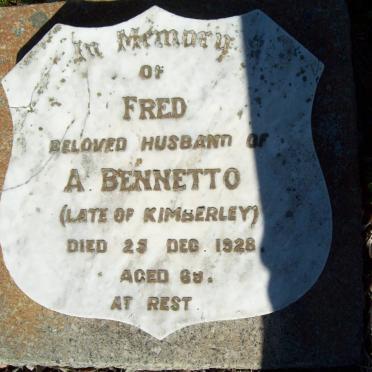 In Memory
OF
FRED
BELOVED HUSBAND OF
A BENNETTO
(LATE OF KIMBERLEY)
DIED 25 DEC. 1928.
AGED 69.
AT REST